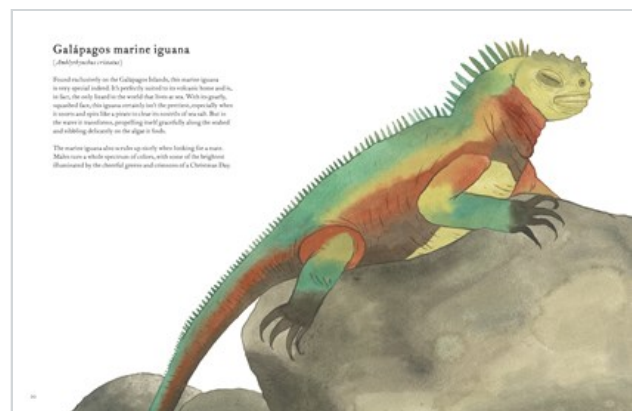 Galápagos marine iguana
(Amblyrhynchus cristatus)
Found exclusively on the Galápagos Islands, this marine iguana
is very special indeed. It's perfectly suited to its volcanic home and is,
in fact, the only lizard in the world that lives at sea. With its gnarly,
squashed face, this iguana certainly isn't the prettiest, especially when
it snorts and spits like a pirate to clear its nostrils of sea salt. But in
the water it transforms, propelling itself gracefully along the seabed
and nibbling delicately on the algae it finds.
The marine iguana also scrubs up nicely when looking for a mate.
Males turn a whole spectrum of colors, with some of the brightest
illuminated by the cheerful greens and crimsons of a Christmas Day.